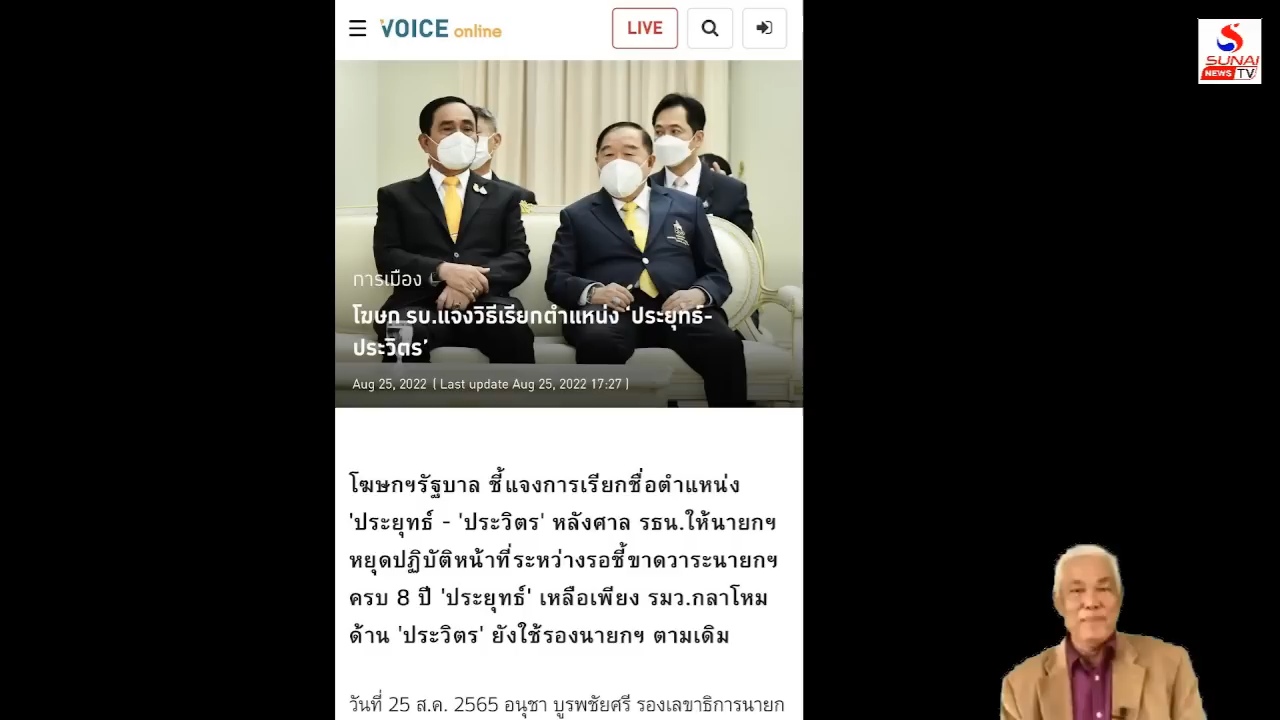 VOICE online
LIVE
SUNAI
NEWS TV
การเมือง
โฆษก รบ.แจงวิธีเรียกตำแหน่ง 'ประยุทธ์-
ประวิตร'
Aug 25, 2022 ( Last update Aug 25, 2022 17:27 )
โฆษกฯรัฐบาล ชี้แจงการเรียกชื่อตำแหน่ง
'ประยุทธ์ - 'ประวิตร' หลังศาล รธน.ให้นายกฯ
หยุดปฏิบัติหน้าที่ระหว่างรอชี้ขาดวาระนายกฯ
ครบ 8 ปี 'ประยุทธ์' เหลือเพียง รมว.กลาโหม
ด้าน 'ประวิตร' ยังใช้รองนายกฯ ตามเดิม
วันที่ 25 ส.ค. 2565 อนุชา บูรพชัยศรี รองเลขาธิการนายก